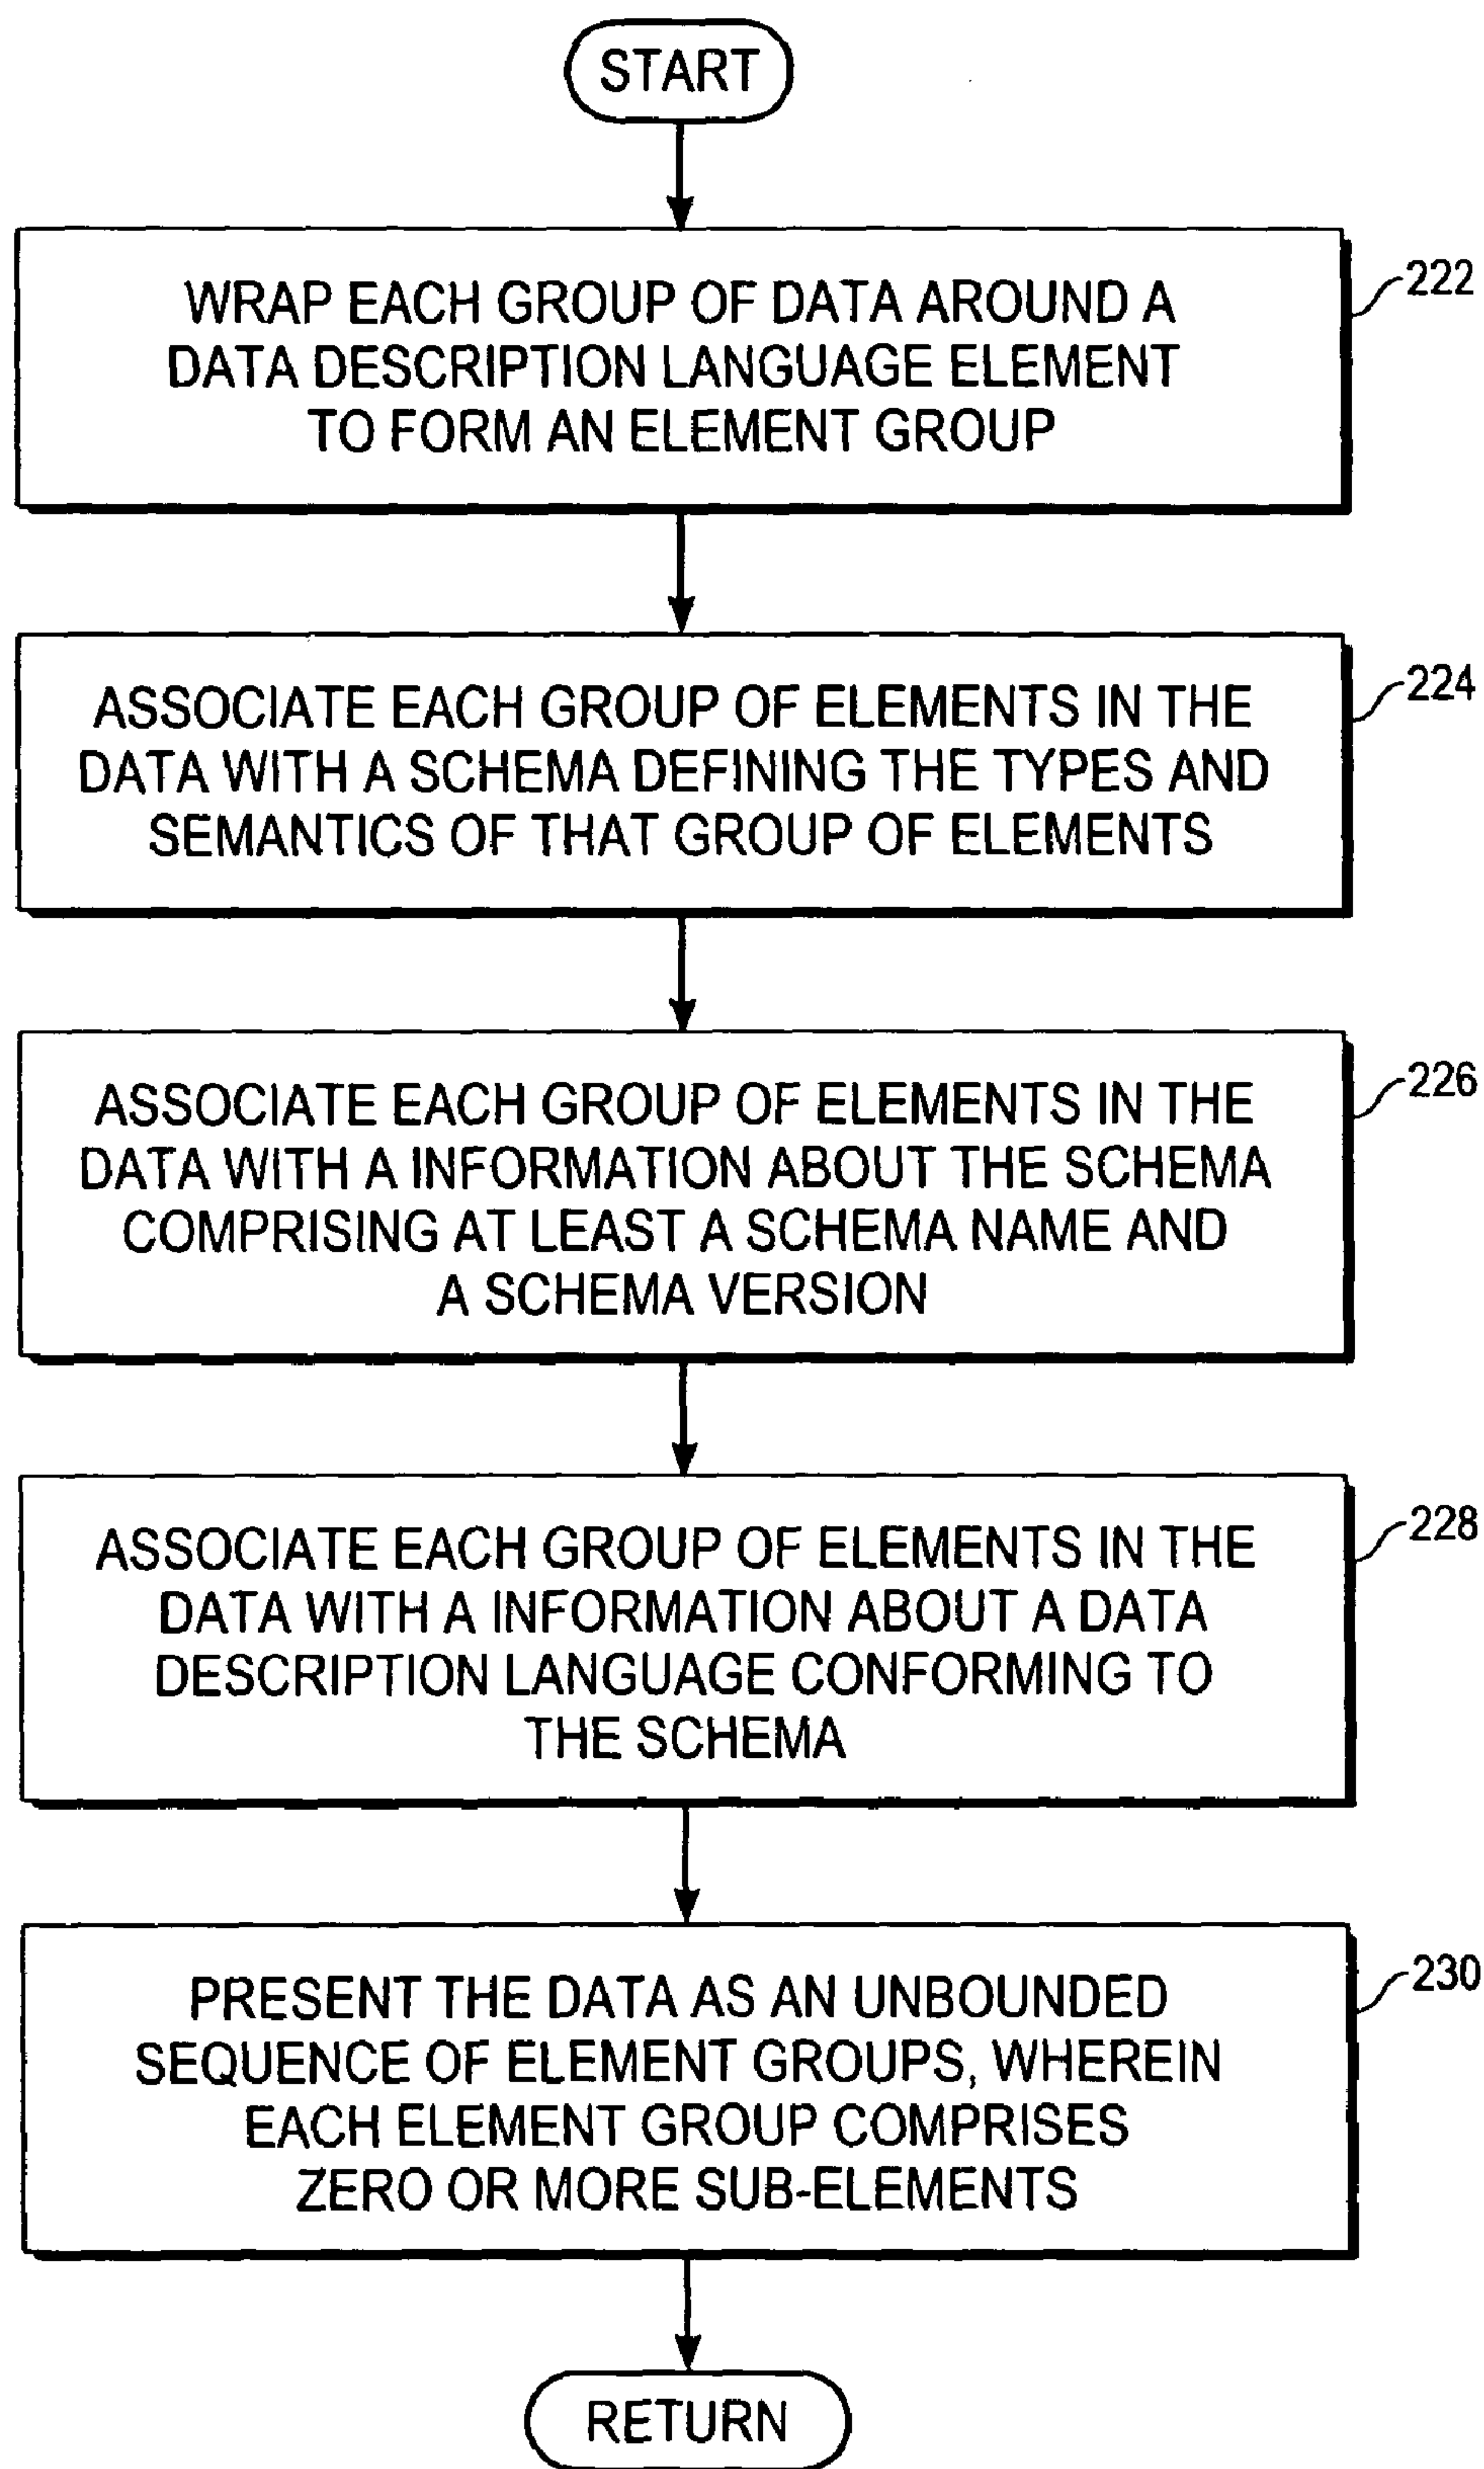 START
WRAP EACH GROUP OF DATA AROUND A
DATA DESCRIPTION LANGUAGE ELEMENT
TO FORM AN ELEMENT GROUP
222
ASSOCIATE EACH GROUP OF ELEMENTS IN THE
DATA WITH A SCHEMA DEFINING THE TYPES AND
SEMANTICS OF THAT GROUP OF ELEMENTS
224
ASSOCIATE EACH GROUP OF ELEMENTS IN THE
DATA WITH A INFORMATION ABOUT THE SCHEMA
COMPRISING AT LEAST A SCHEMA NAME AND
A SCHEMA VERSION
226
ASSOCIATE EACH GROUP OF ELEMENTS IN THE
DATA WITH A INFORMATION ABOUT A DATA
DESCRIPTION LANGUAGE CONFORMING TO
THE SCHEMA
228
PRESENT THE DATA AS AN UNBOUNDED
SEQUENCE OF ELEMENT GROUPS, WHEREIN
EACH ELEMENT GROUP COMPRISES
ZERO OR MORE SUB-ELEMENTS
230
RETURN